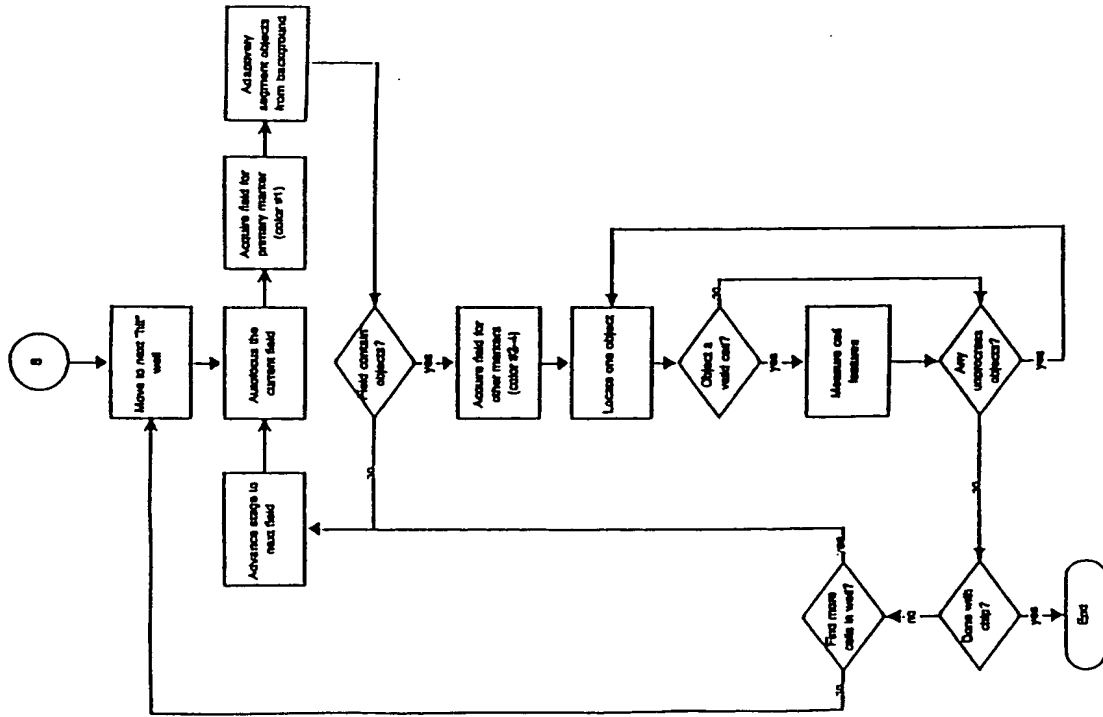 Move to next "hit"
well
Advance stage to
next field
Autofocus the
current field
Acquire field for
primary marker
(color #1)
segment objects
from background
Field contain
objects?
no
yes
Acquire field for
other markers
(color #2-4)
Locate one object
Object a
valid cell?
no
yes
Measure cell
features
Any
unprocessed
objects?
yes
no
Find more
cells in well?
yes
no
Done with
chip?
no
yes
End